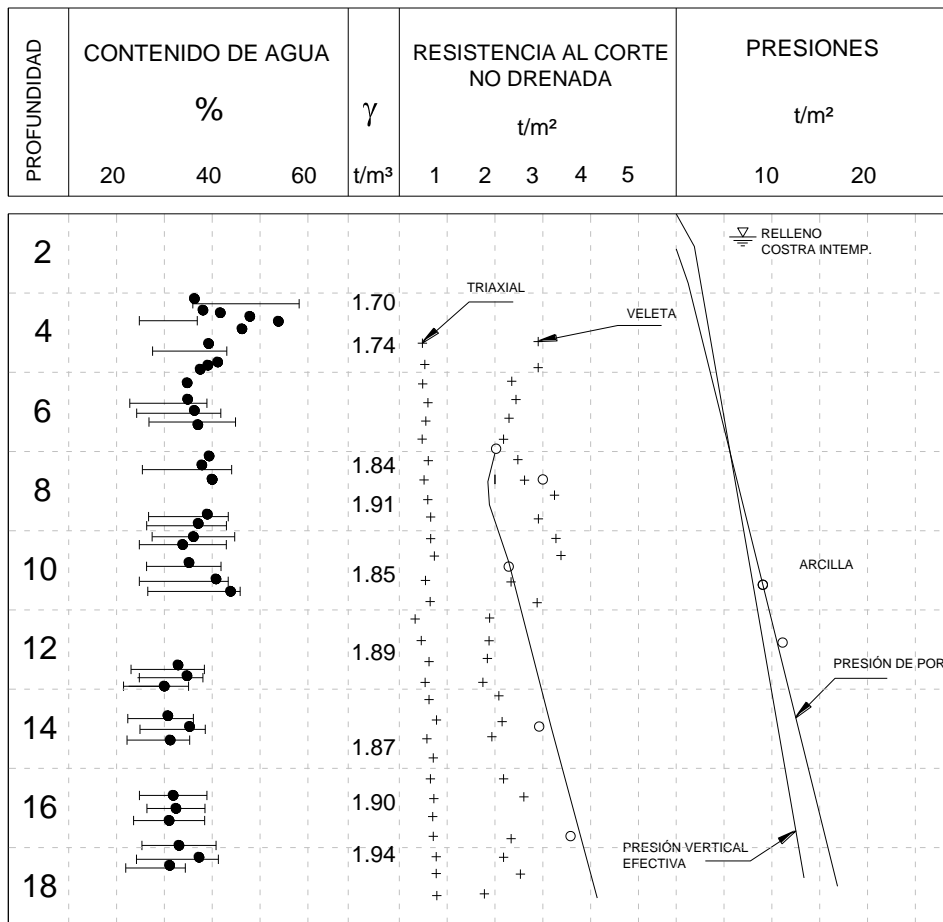 PROFUNDIDAD
CONTENIDO DE AGUA
%
20 40 60
γ
t/m³
RESISTENCIA AL CORTE
NO DRENADA
t/m²
1 2 3 4 5
PRESIONES
t/m²
10 20
2
4
6
8
10
12
14
16
18
1.70
1.74
1.84
1.91
1.85
1.89
1.87
1.90
1.94
TRIAXIAL
VELETA
RELLENO
COSTRA INTEMP.
ARCILLA
PRESIÓN DE POR
PRESIÓN VERTICAL
EFECTIVA